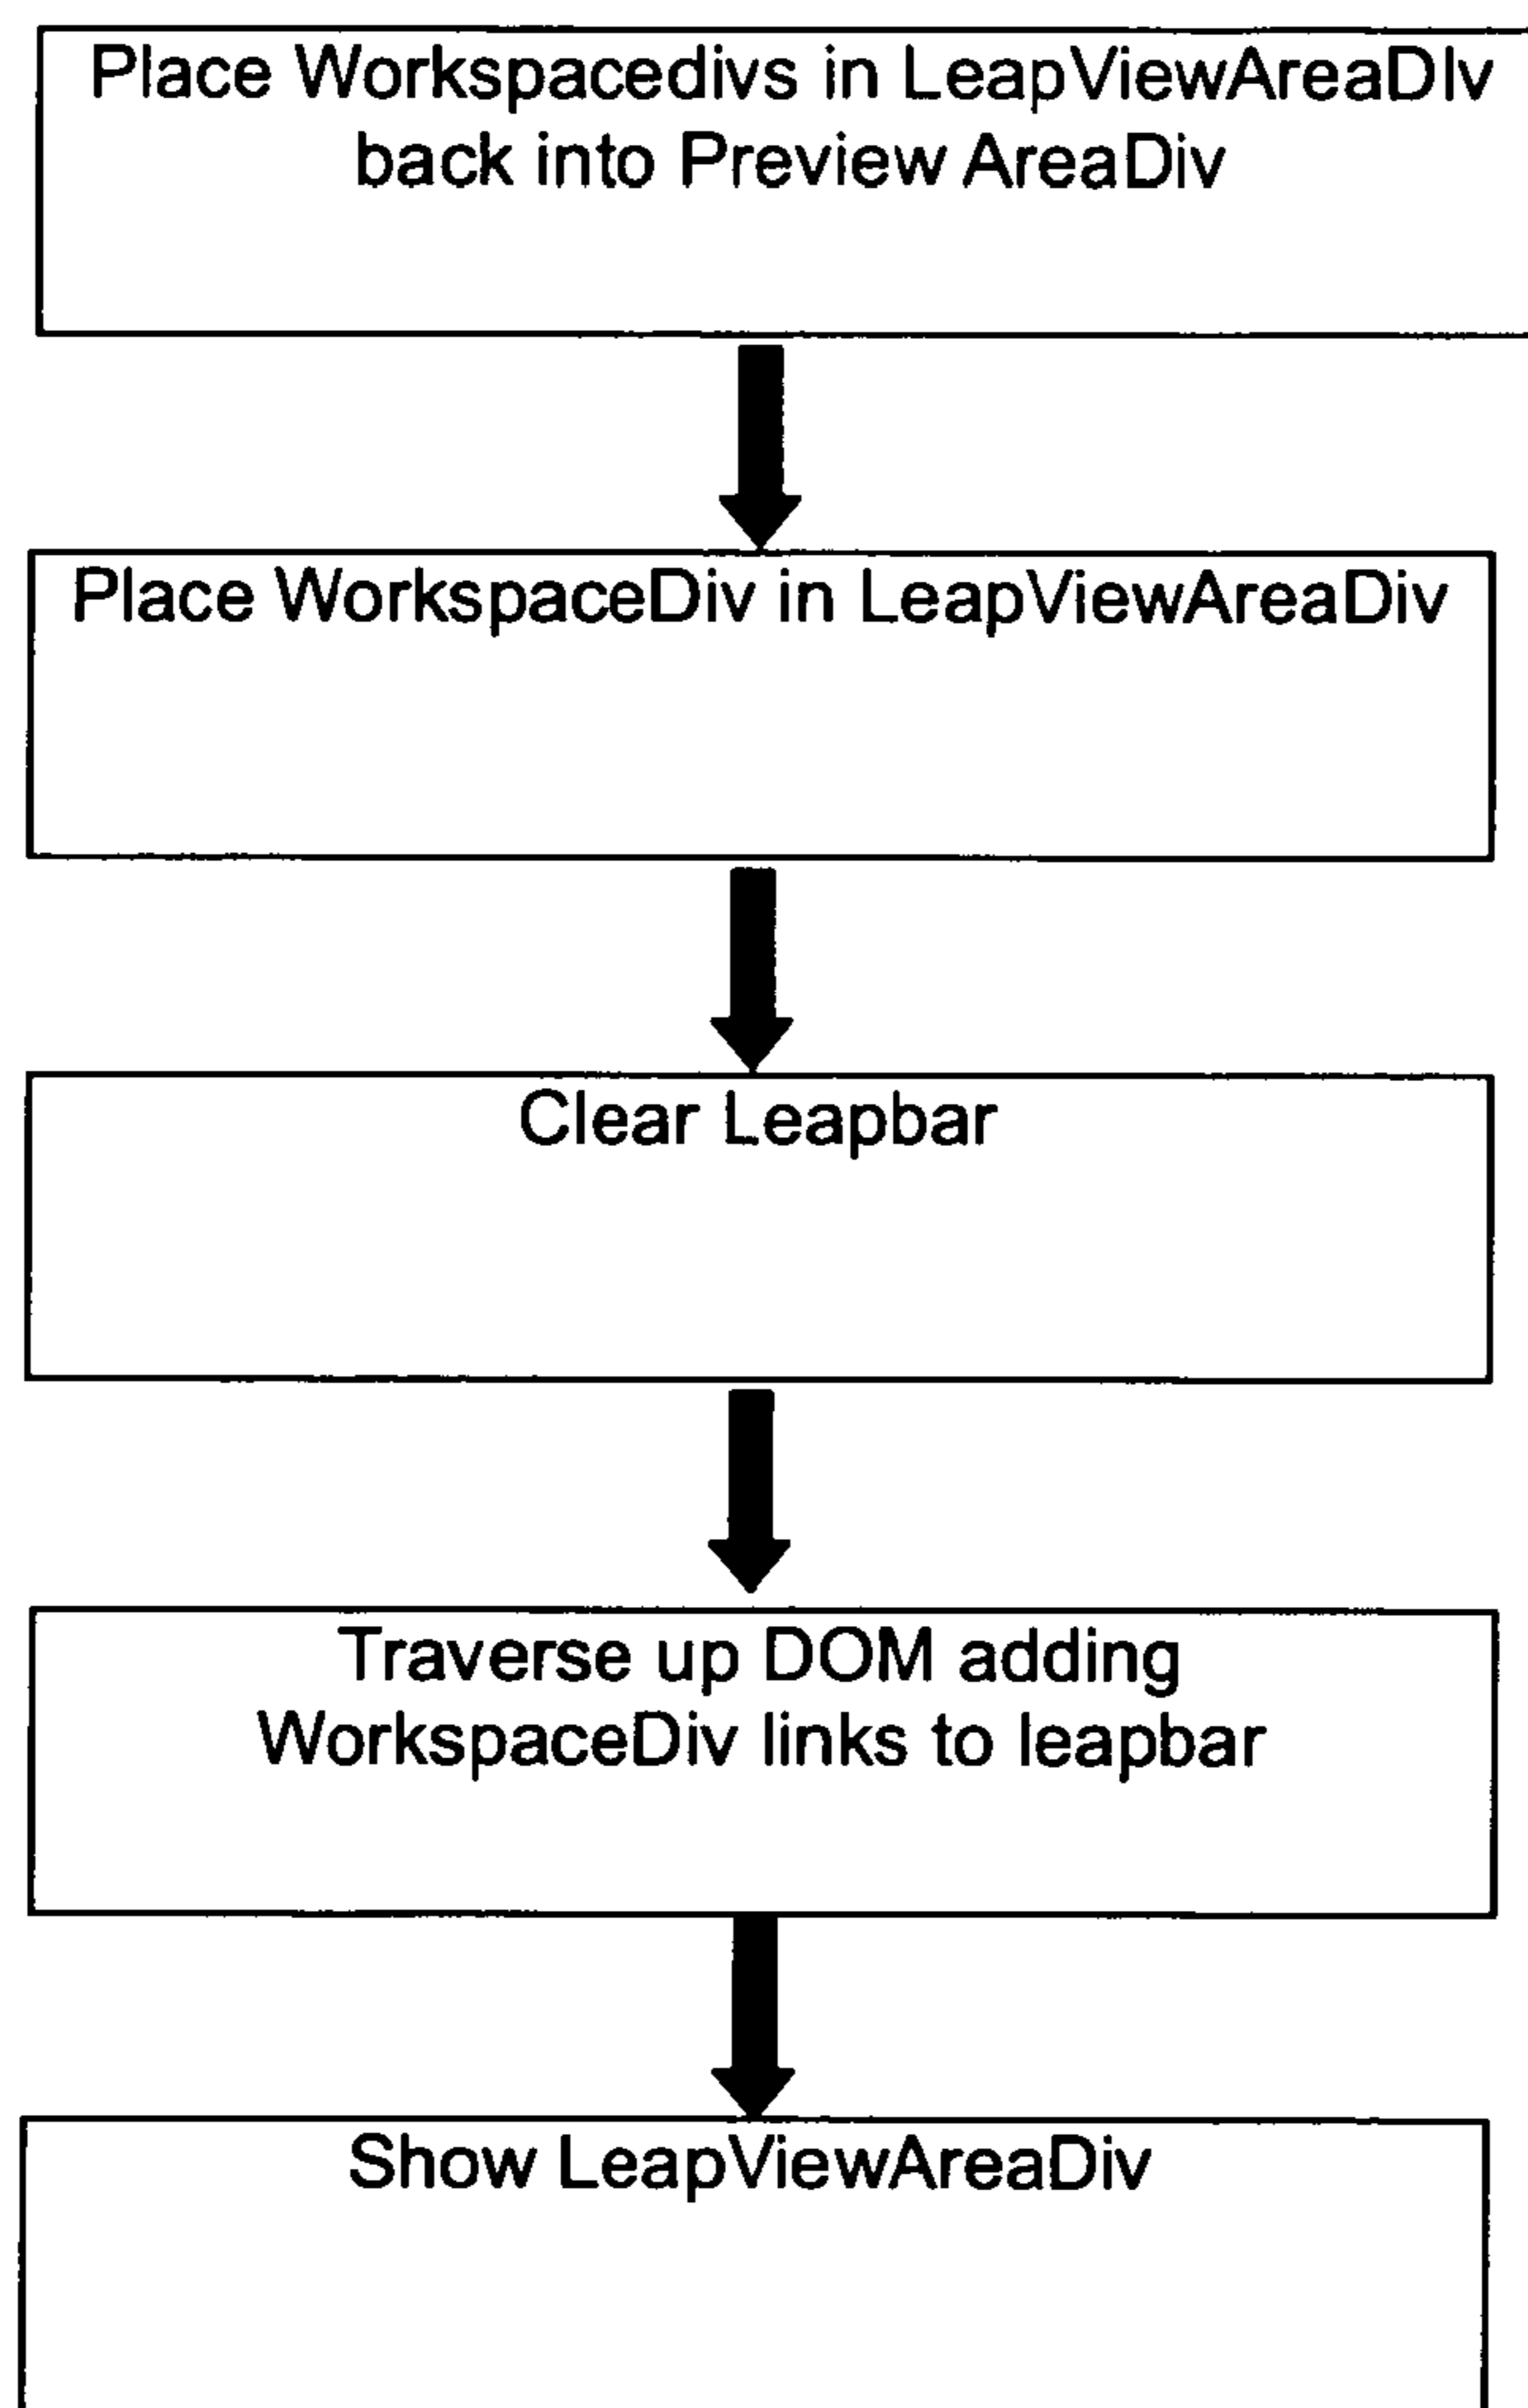 Place Workspacedivs in LeapViewAreaDIv
back into Preview AreaDiv
Place WorkspaceDiv in LeapViewAreaDiv
Clear Leapbar
Traverse up DOM adding
WorkspaceDiv links to leapbar
Show LeapViewAreaDiv